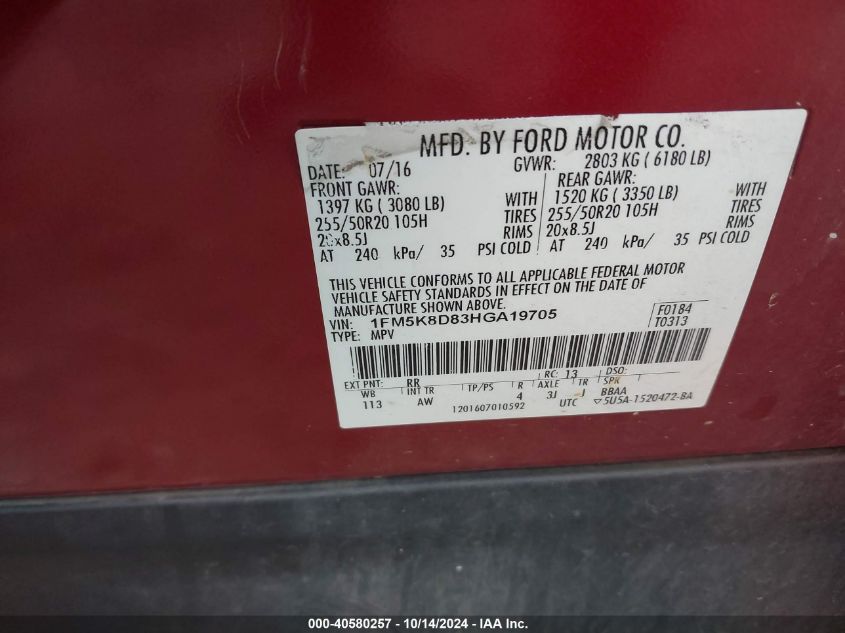 MFD. BY FORD MOTOR CO.
DATE: 07/16 GVWR: 2803 KG ( 6180 LB)
FRONT GAWR: REAR GAWR:
1397 KG ( 3080 LB) WITH 1520 KG ( 3350 LB) WITH
255/50R20 105H TIRES 255/50R20 105H TIRES
20x8.5J RIMS 20x8.5J RIMS
AT 240 kPa/ 35 PSI COLD AT 240 kPa/ 35 PSI COLD
THIS VEHICLE CONFORMS TO ALL APPLICABLE FEDERAL MOTOR
VEHICLE SAFETY STANDARDS IN EFFECT ON THE DATE OF
MANUFACTURE SHOWN ABOVE.
VIN: 1FM5K8D83HGA19705 F0184
TYPE: MPV T0313
EXT PNT: RR RC: 13 DSO:
WB INT TR TP/PS R AXLE TR SPR
113 AW 4 3J J BBAA
1201607010592 UTC ▽5U5A-1520472-BA
000-40580257 - 10/14/2024 - IAA Inc.